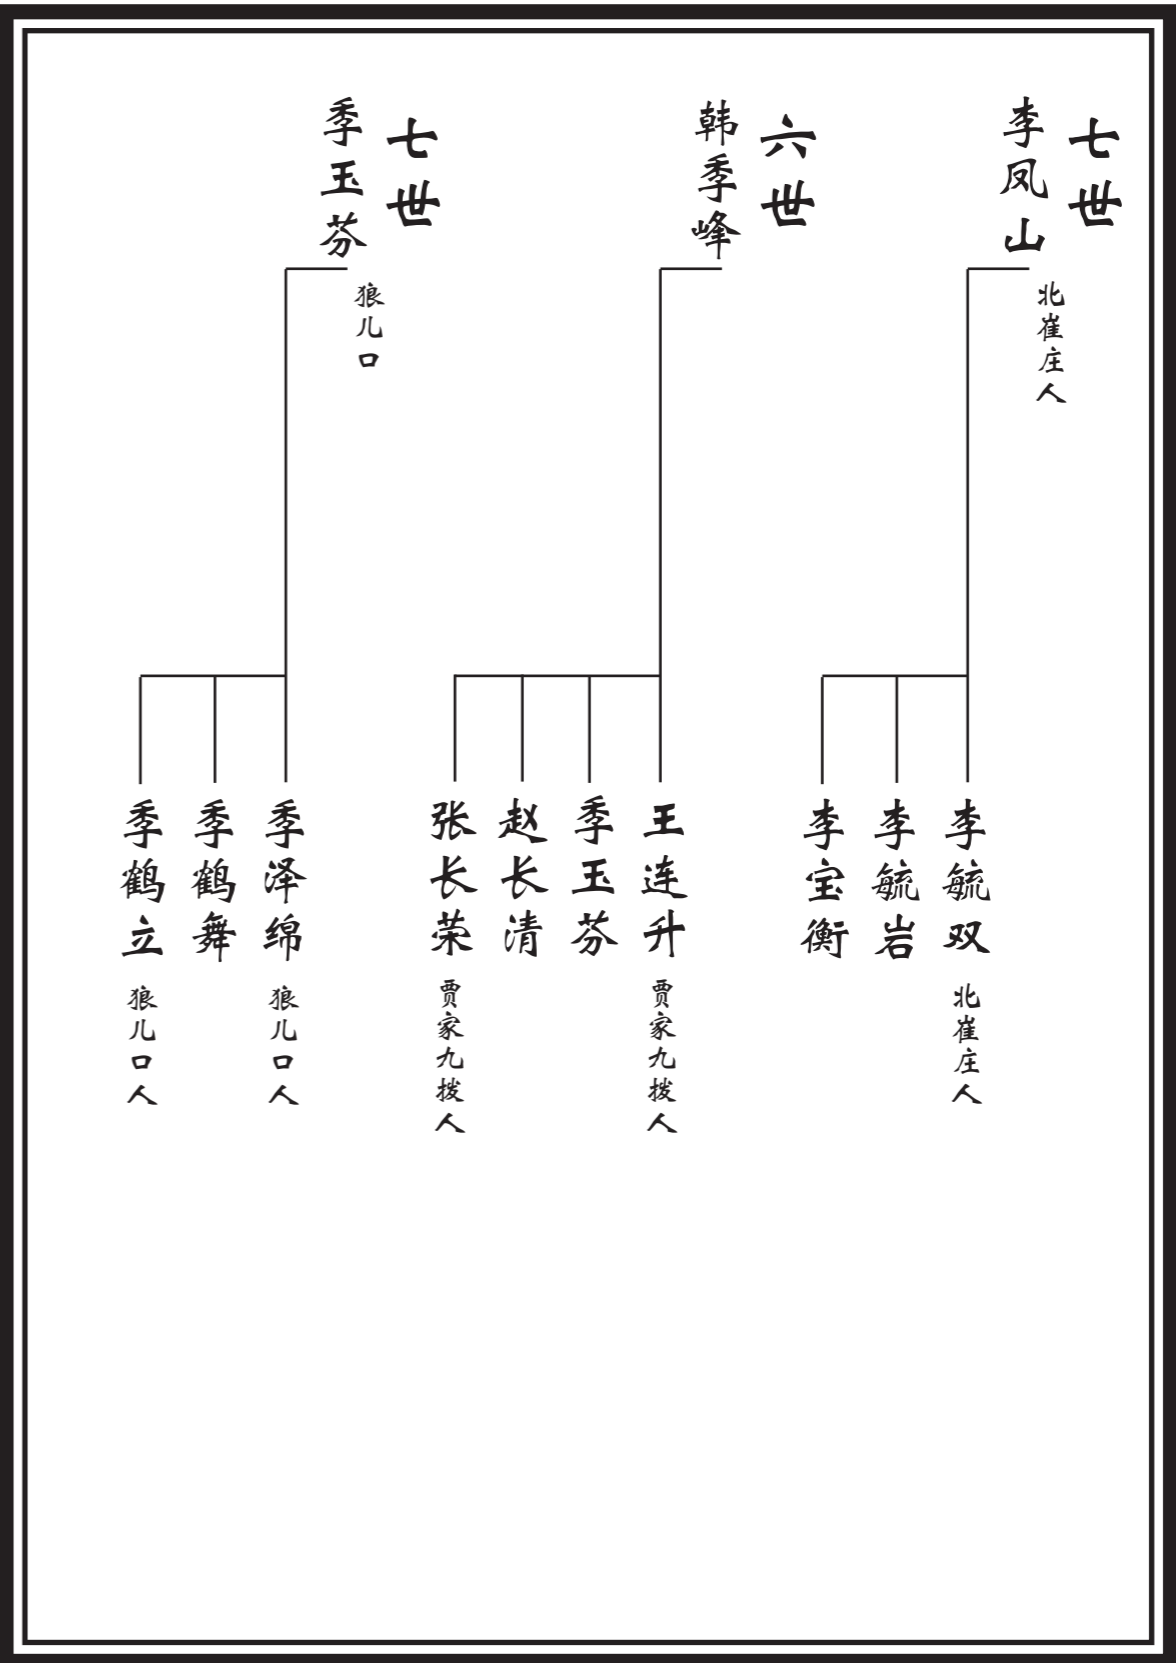 七世
李凤山
北崔庄人
李毓双
北崔庄人
李毓岩
李宝衡
六世
韩季峰
王连升
贾家九拨人
季玉芬
赵长清
张长荣
贾家九拨人
七世
季玉芬
狼儿口
季泽绵
狼儿口人
季鹤舞
季鹤立
狼儿口人